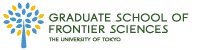 GRADUATE SCHOOL OF
FRONTIER SCIENCES
THE UNIVERSITY OF TOKYO